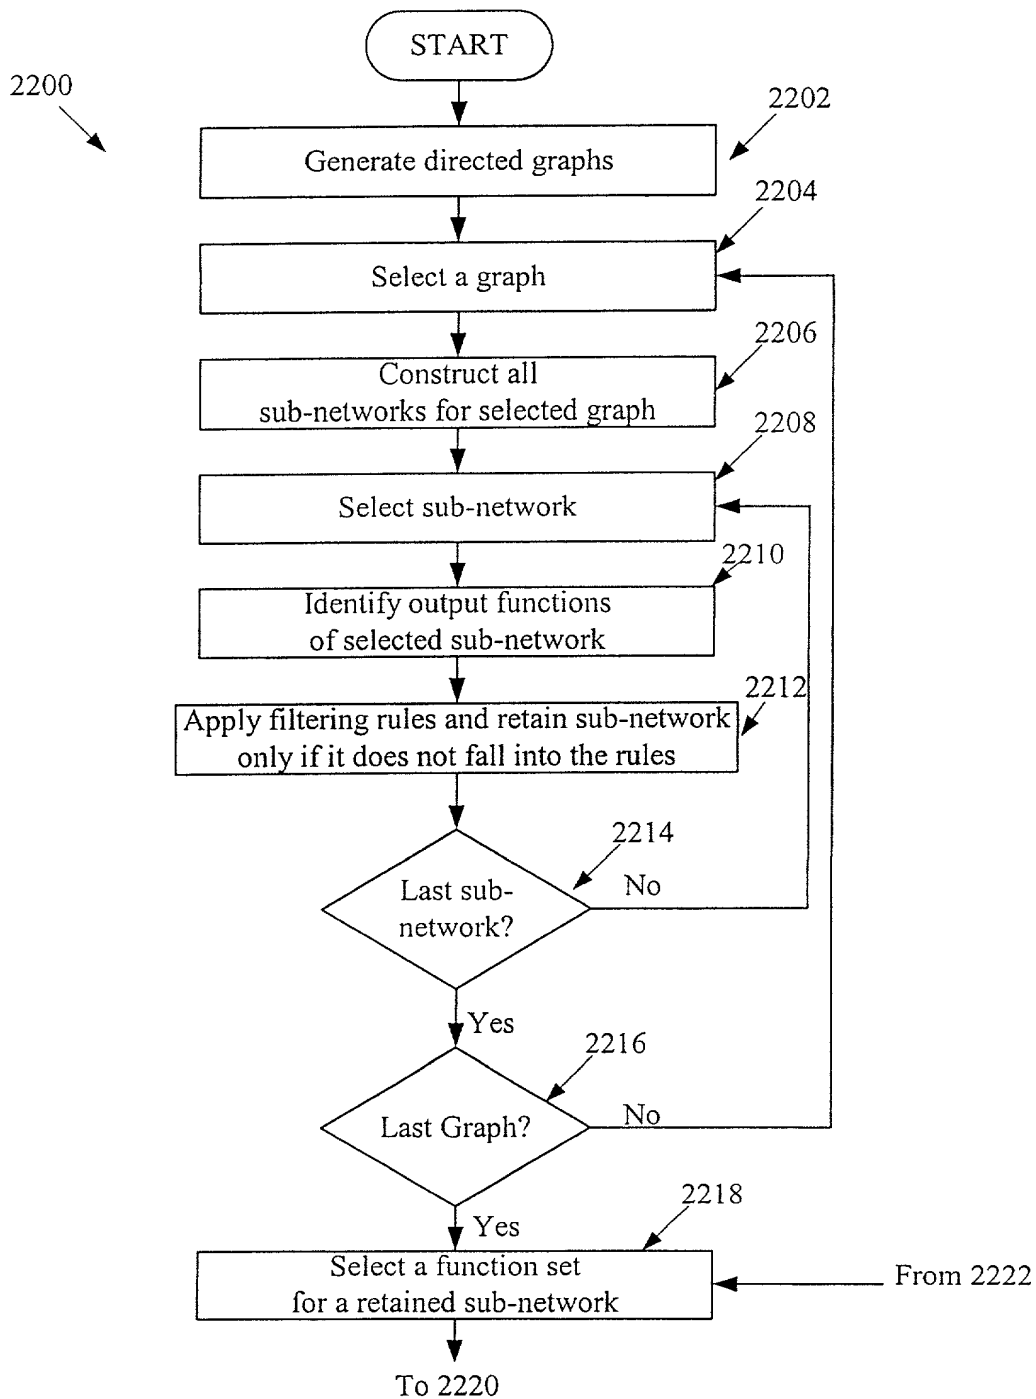 START
2200
2202
Generate directed graphs
2204
Select a graph
2206
Construct all
sub-networks for selected graph
2208
Select sub-network
2210
Identify output functions
of selected sub-network
2212
Apply filtering rules and retain sub-network
only if it does not fall into the rules
2214
No
Last sub-
network?
Yes
2216
No
Last Graph?
2218
Yes
Select a function set
for a retained sub-network
From 2222
To 2220